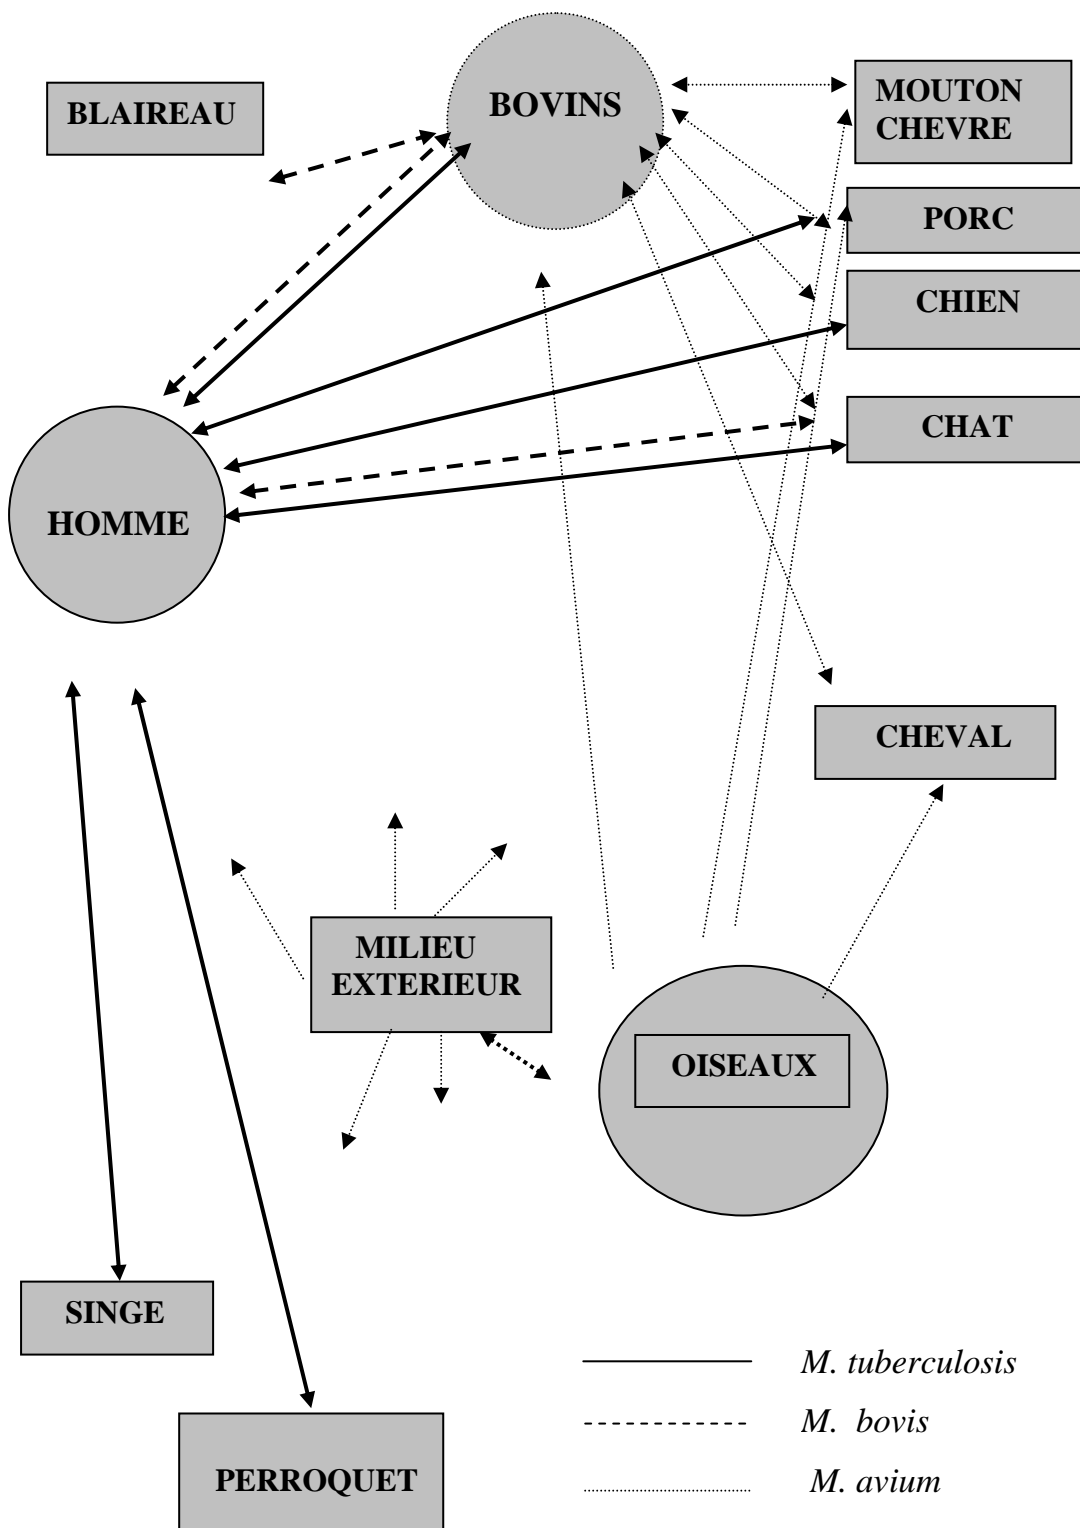 BLAIREAU
BOVINS
MOUTON
CHEVRE
PORC
CHIEN
CHAT
HOMME
CHEVAL
MILIEU
EXTERIEUR
OISEAUX
SINGE
PERROQUET
M. tuberculosis
M. bovis
M. avium